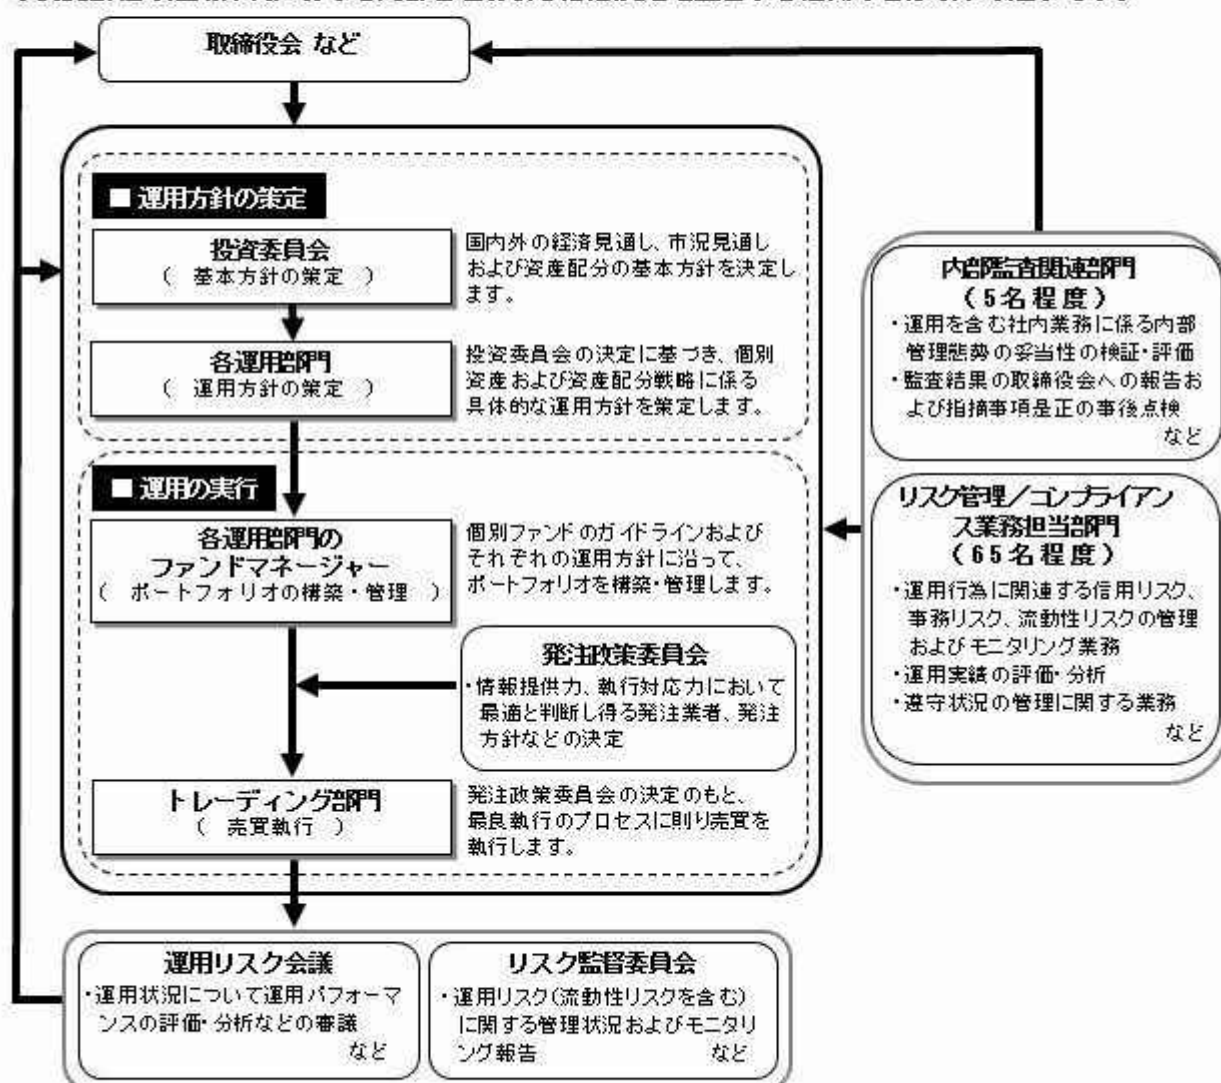 取締役会 など
■ 運用方針の策定
投資委員会
（ 基本方針の策定 ）
国内外の経済見通し、市況見通し
および資産配分の基本方針を決定し
ます。
各運用部門
（ 運用方針の策定 ）
投資委員会の決定に基づき、個別
資産および資産配分戦略に係る
具体的な運用方針を策定します。
■ 運用の実行
各運用部門の
ファンドマネージャー
（ ポートフォリオの構築・管理 ）
個別ファンドのガイドラインおよび
それぞれの運用方針に沿って、
ポートフォリオを構築・管理します。
発注政策委員会
・情報提供力、執行対応力において
最適と判断し得る発注業者、発注
方針などの決定
トレーディング部門
（ 売買執行 ）
発注政策委員会の決定のもと、
最良執行のプロセスに則り売買を
執行します。
内部監査関連部門
（5名程度）
・運用を含む社内業務に係る内部
管理態勢の妥当性の検証・評価
・監査結果の取締役会への報告お
よび指摘事項是正の事後点検
など
リスク管理／コンプライアン
ス業務担当部門
（65名程度）
・運用行為に関連する信用リスク、
事務リスク、流動性リスクの管理
およびモニタリング業務
・運用実績の評価・分析
・遵守状況の管理に関する業務
など
運用リスク会議
・運用状況について運用パフォーマ
ンスの評価・分析などの審議
など
リスク監督委員会
・運用リスク（流動性リスクを含む）
に関する管理状況およびモニタリ
ング報告 など